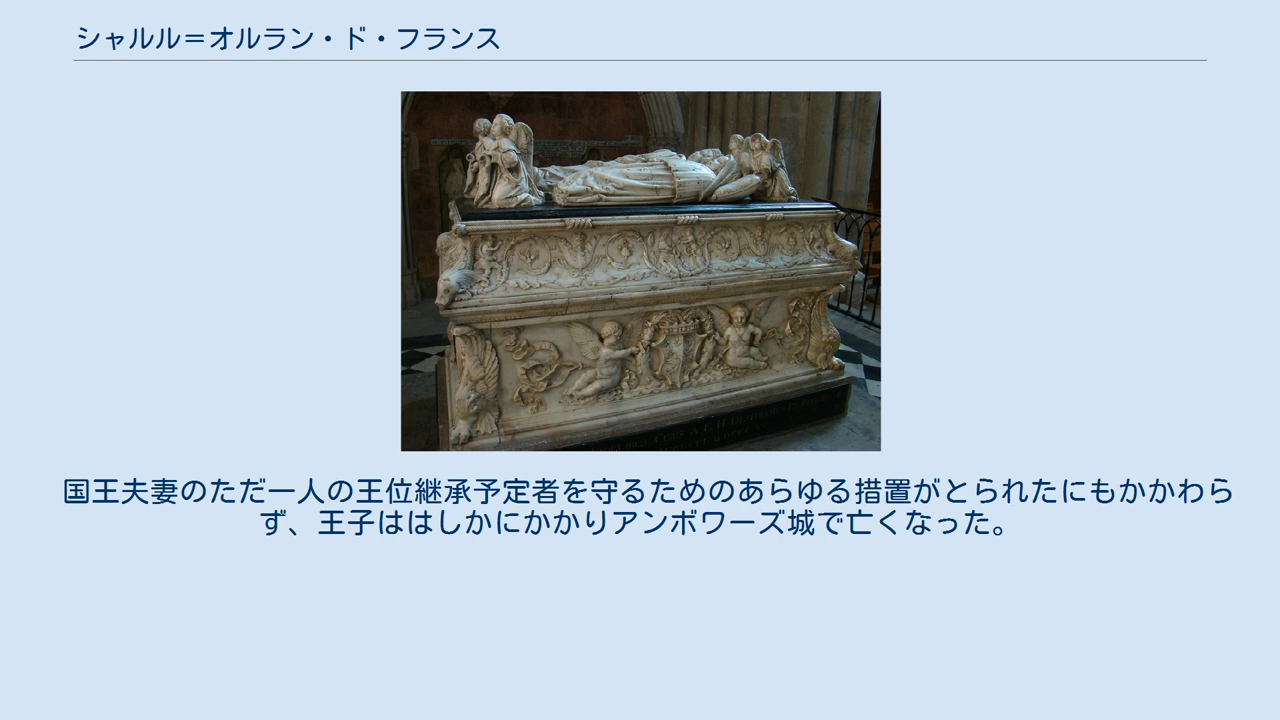 シャルル＝オルラン・ド・フランス
国王夫妻のただ一人の王位継承予定者を守るためのあらゆる措置がとられたにもかかわら
ず、王子ははしかにかかりアンボワーズ城で亡くなった。